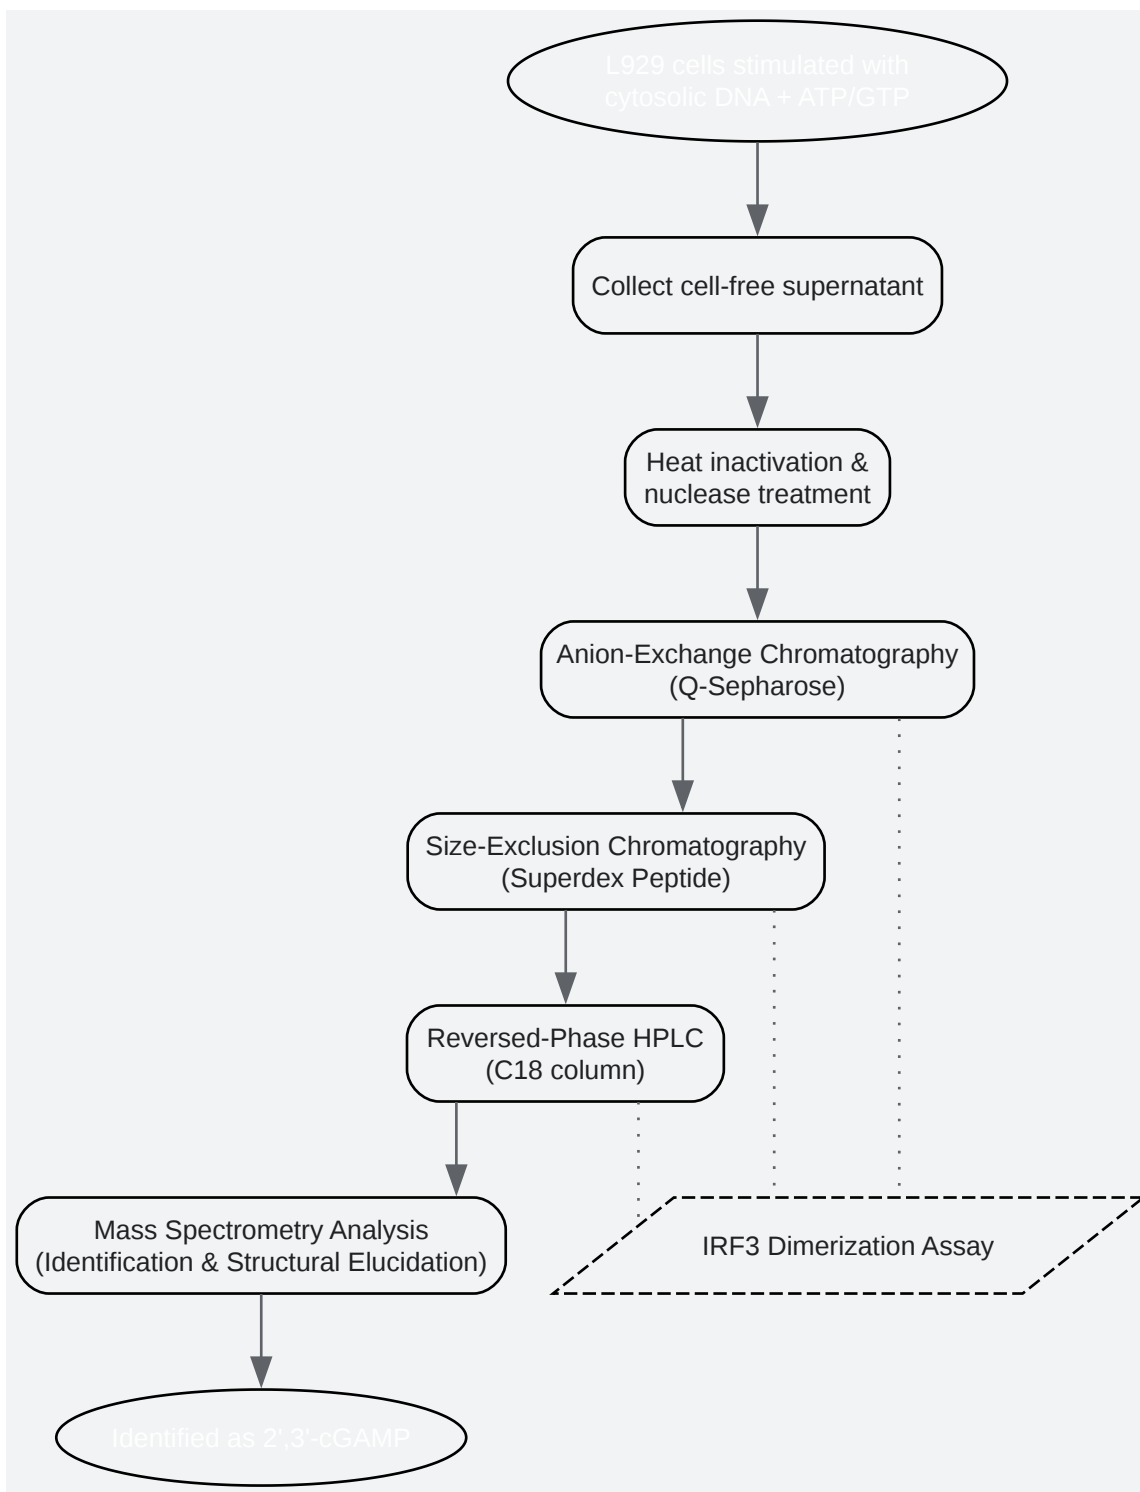 L929 cells stimulated with
cytosolic DNA + ATP/GTP
Collect cell-free supernatant
Heat inactivation &
nuclease treatment
Anion-Exchange Chromatography
(Q-Sepharose)
Size-Exclusion Chromatography
(Superdex Peptide)
Reversed-Phase HPLC
(C18 column)
Mass Spectrometry Analysis
(Identification & Structural Elucidation)
IRF3 Dimerization Assay
Identified as 2',3'-cGAMP